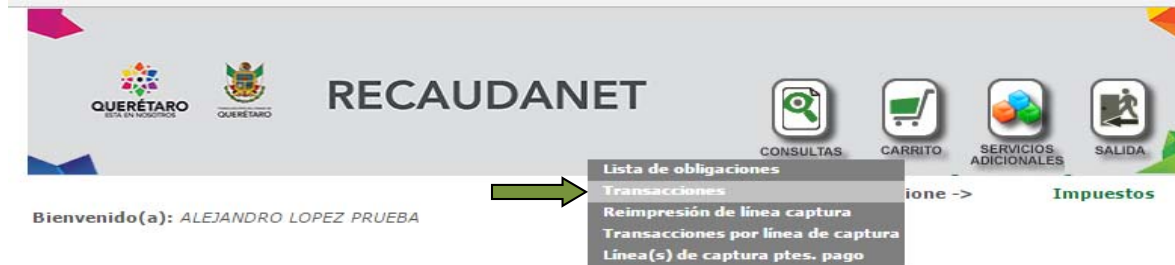 QUERÉTARO
ESTÁ EN NOSOTROS
QUERÉTARO
RECAUDANET
CONSULTAS
CARRITO
SERVICIOS
ADICIONALES
SALIDA
Lista de obligaciones
Transacciones
Reimpresión de línea captura
Transacciones por línea de captura
Línea(s) de captura ptes. pago
ione ->
Impuestos
Bienvenido(a): ALEJANDRO LOPEZ PRUEBA